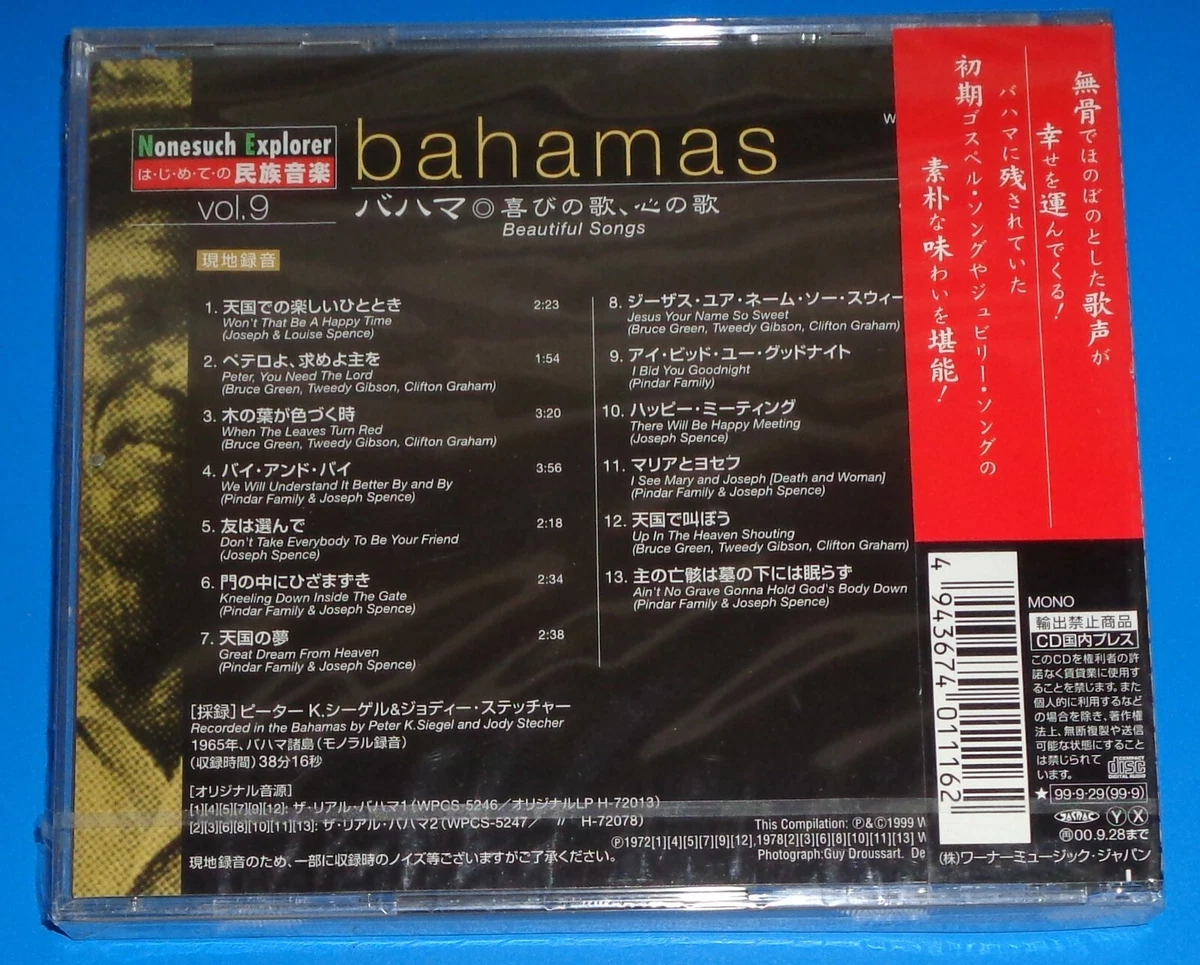 Nonesuch Explorer
は・じ・め・て・の 民族音楽
vol.9
bahamas
バハマ◎喜びの歌、心の歌
Beautiful Songs
現地録音
1. 天国での楽しいひととき 2:23
Won't That Be A Happy Time
(Joseph & Louise Spence)
2. ペテロよ、求めよ主を 1:54
Peter, You Need The Lord
(Bruce Green, Tweedy Gibson, Clifton Graham)
3. 木の葉が色づく時 3:20
When The Leaves Turn Red
(Bruce Green, Tweedy Gibson, Clifton Graham)
4. バイ・アンド・バイ 3:56
We Will Understand It Better By and By
(Pindar Family & Joseph Spence)
5. 友は選んで 2:18
Don't Take Everybody To Be Your Friend
(Joseph Spence)
6. 門の中にひざまずき 2:34
Kneeling Down Inside The Gate
(Pindar Family & Joseph Spence)
7. 天国の夢 2:38
Great Dream From Heaven
(Pindar Family & Joseph Spence)
8. ジーザス・ユア・ネーム・ソー・スウィー
Jesus Your Name So Sweet
(Bruce Green, Tweedy Gibson, Clifton Graham)
9. アイ・ビッド・ユー・グッドナイト
I Bid You Goodnight
(Pindar Family)
10. ハッピー・ミーティング
There Will Be Happy Meeting
(Joseph Spence)
11. マリアとヨセフ
I See Mary and Joseph [Death and Woman]
(Pindar Family & Joseph Spence)
12. 天国で叫ぼう
Up In The Heaven Shouting
(Bruce Green, Tweedy Gibson, Clifton Graham)
13. 主の亡骸は墓の下には眠らず
Ain't No Grave Gonna Hold God's Body Down
(Pindar Family & Joseph Spence)
[採録] ピーター K.シーゲル&ジョディー・ステッチャー
Recorded in the Bahamas by Peter K.Siegel and Jody Stecher
1965年、バハマ諸島 (モノラル録音)
(収録時間) 38分16秒
[オリジナル音源]
[1][4][5][7][9][12]: ザ・リアル・バハマ1 (WPCS-5246/オリジナルLP H-72013)
[2][3][6][8][10][11][13]: ザ・リアル・バハマ2 (WPCS-5247/ 〃 H-72078)
現地録音のため、一部に収録時のノイズ等ございますがご了承ください。
This Compilation: Ⓟ&©1999 W
Ⓟ1972[1][4][5][7][9][12],1978[2][3][6][8][10][11][13] W
Photograph:Guy Droussart. De
W
無骨でほのぼのとした歌声が
幸せを運んでくる!
バハマに残されていた
初期ゴスペル・ソングやジュビリー・ソングの
素朴な味わいを堪能!
4 943674 011162
MONO
輸出禁止商品
CD国内プレス
このCDを権利者の許
諾なく賃貸業に使用す
ることを禁じます。また
個人的に利用するなど
の場合を除き、著作権
法上、無断複製や送信
可能な状態にすること
は禁じられて
います。
COMPACT disc DIGITAL AUDIO
★ 99・9・29(99・9)
JASRAC Y X
再00.9.28まで
(株)ワーナーミュージック・ジャパン